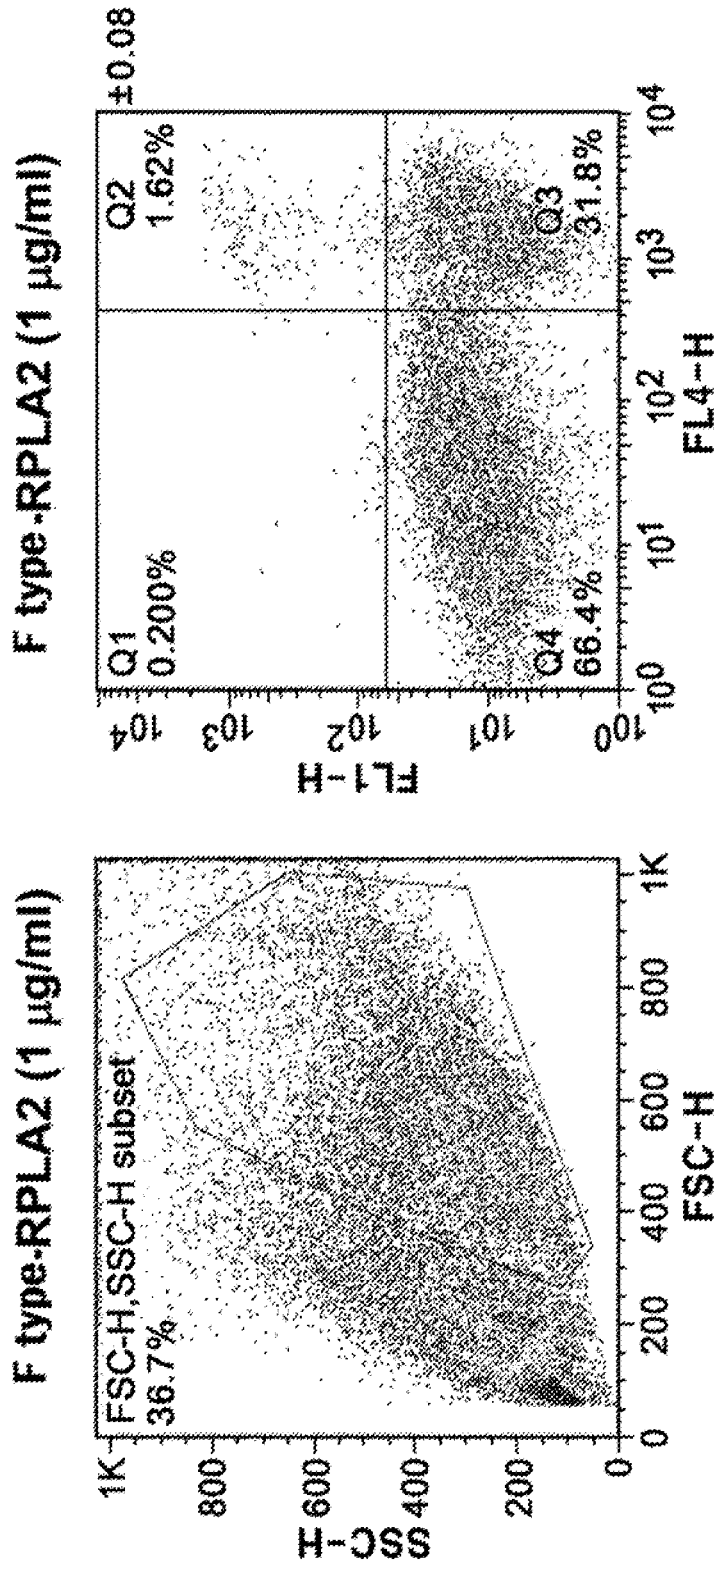 F type-RPLA2 (1 µg/ml)
FSC-H,SSC-H subset
36.7%
1K
800
600
400
200
0
SSC-H
0
200
400
600
800
1K
FSC-H
F type-RPLA2 (1 µg/ml)
±0.08
Q1
0.200%
Q2
1.62%
Q4
66.4%
Q3
31.8%
10⁴
10³
10²
10¹
10⁰
FL1-H
10⁰
10¹
10²
10³
10⁴
FL4-H